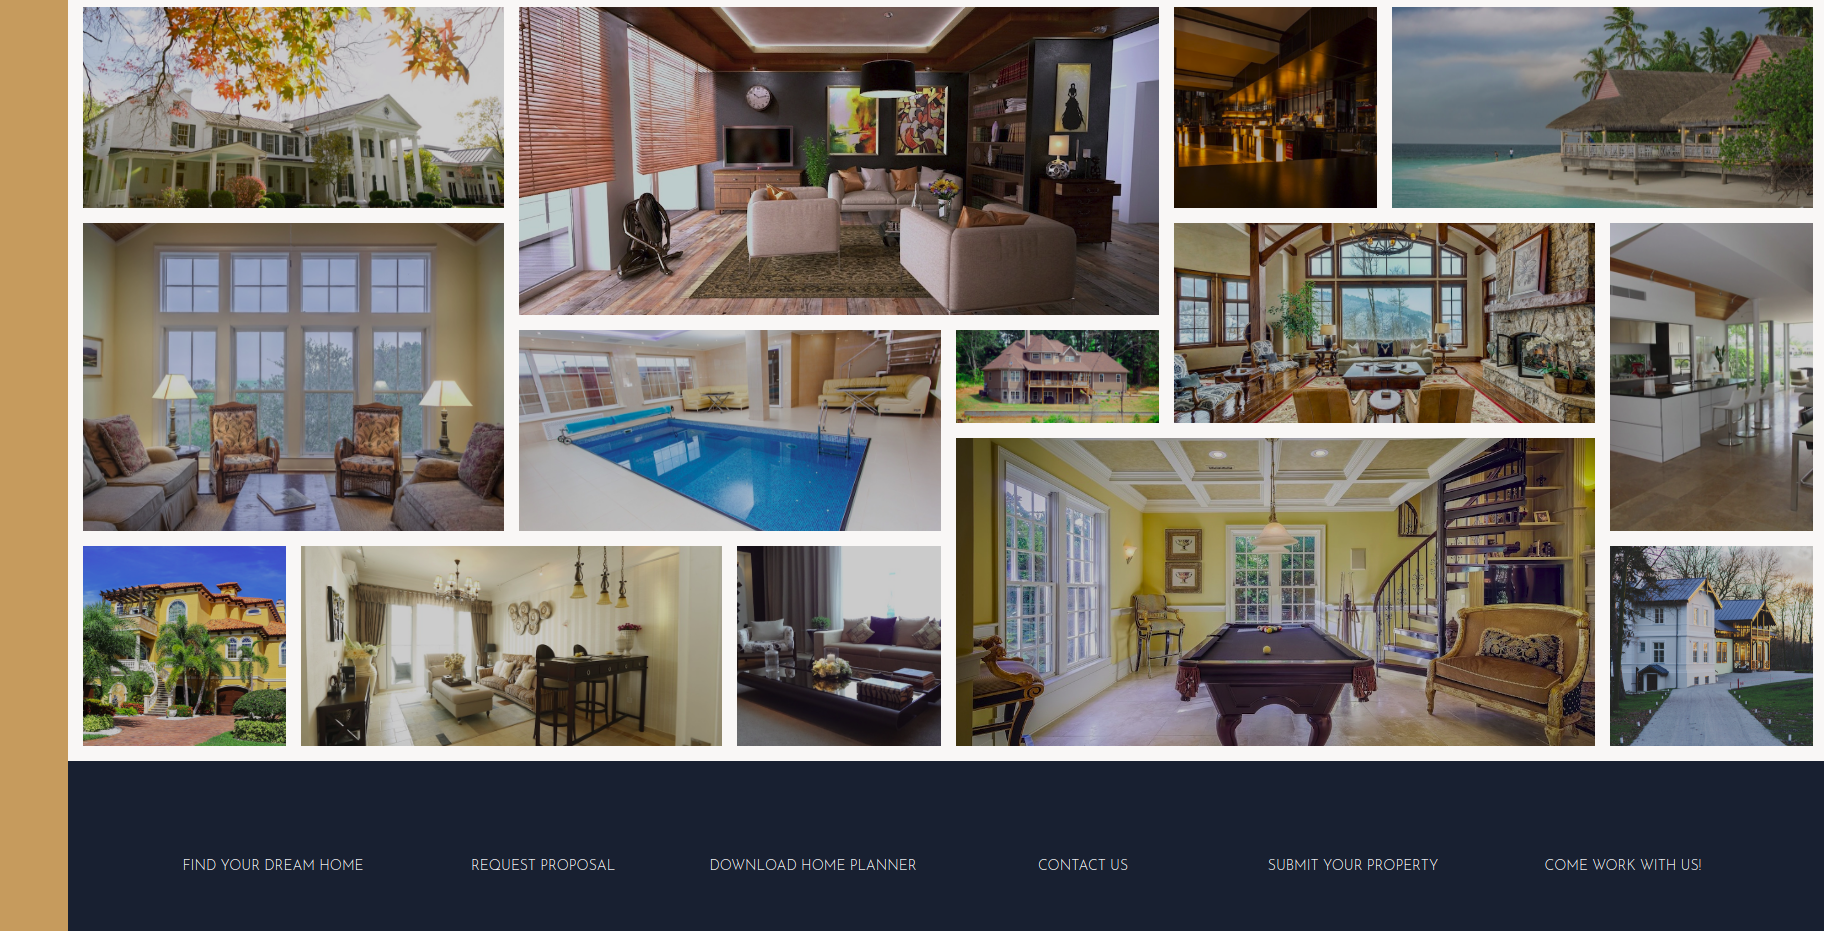 FIND YOUR DREAM HOME
REQUEST PROPOSAL
DOWNLOAD HOME PLANNER
CONTACT US
SUBMIT YOUR PROPERTY
COME WORK WITH US!